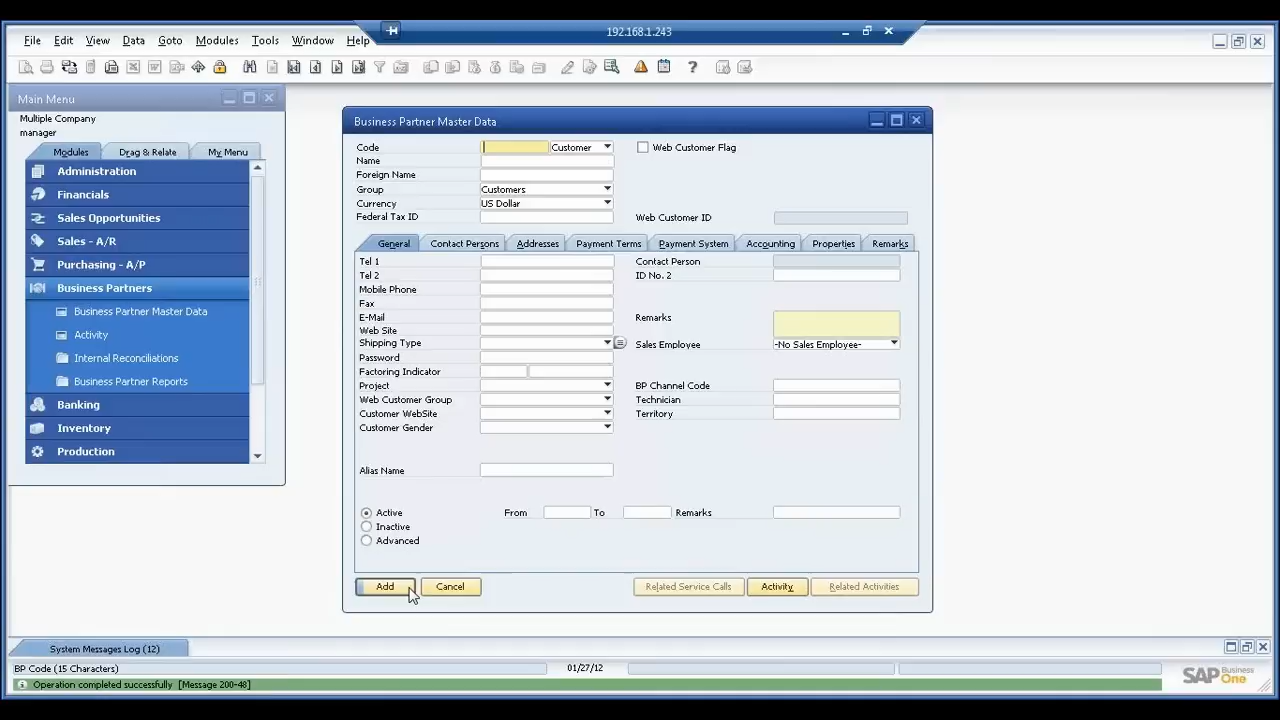 192.168.1.243
File Edit View Data Goto Modules Tools Window Help
Main Menu
Multiple Company
manager
Modules Drag & Relate My Menu
Administration
Financials
Sales Opportunities
Sales - A/R
Purchasing - A/P
Business Partners
Business Partner Master Data
Activity
Internal Reconciliations
Business Partner Reports
Banking
Inventory
Production
Business Partner Master Data
Code Customer Web Customer Flag
Name
Foreign Name
Group Customers
Currency US Dollar
Federal Tax ID Web Customer ID
General Contact Persons Addresses Payment Terms Payment System Accounting Properties Remarks
Tel 1 Contact Person
Tel 2 ID No. 2
Mobile Phone
Fax
E-Mail Remarks
Web Site
Shipping Type Sales Employee -No Sales Employee-
Password
Factoring Indicator
Project BP Channel Code
Web Customer Group Technician
Customer WebSite Territory
Customer Gender
Alias Name
Active From To Remarks
Inactive
Advanced
Add Cancel Related Service Calls Activity Related Activities
System Messages Log (12)
BP Code (15 Characters) 01/27/12
Operation completed successfully [Message 200-48]
SAP Business One